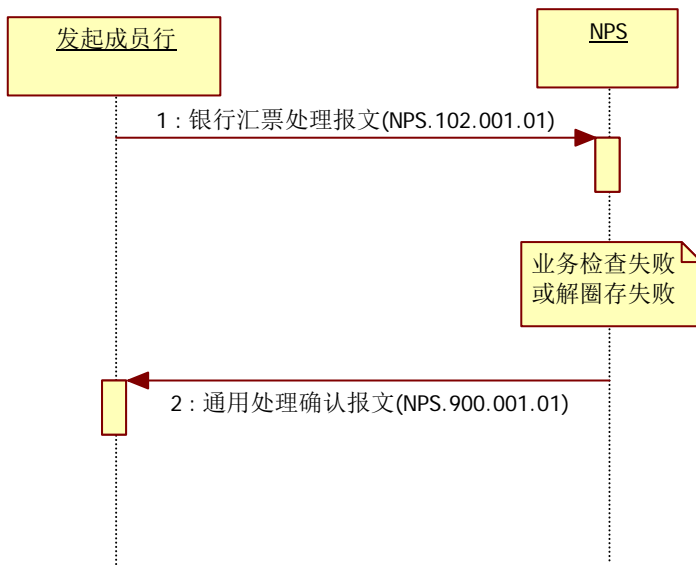 发起成员行
NPS
1 : 银行汇票处理报文(NPS.102.001.01)
业务检查失败
或解圈存失败
2 : 通用处理确认报文(NPS.900.001.01)